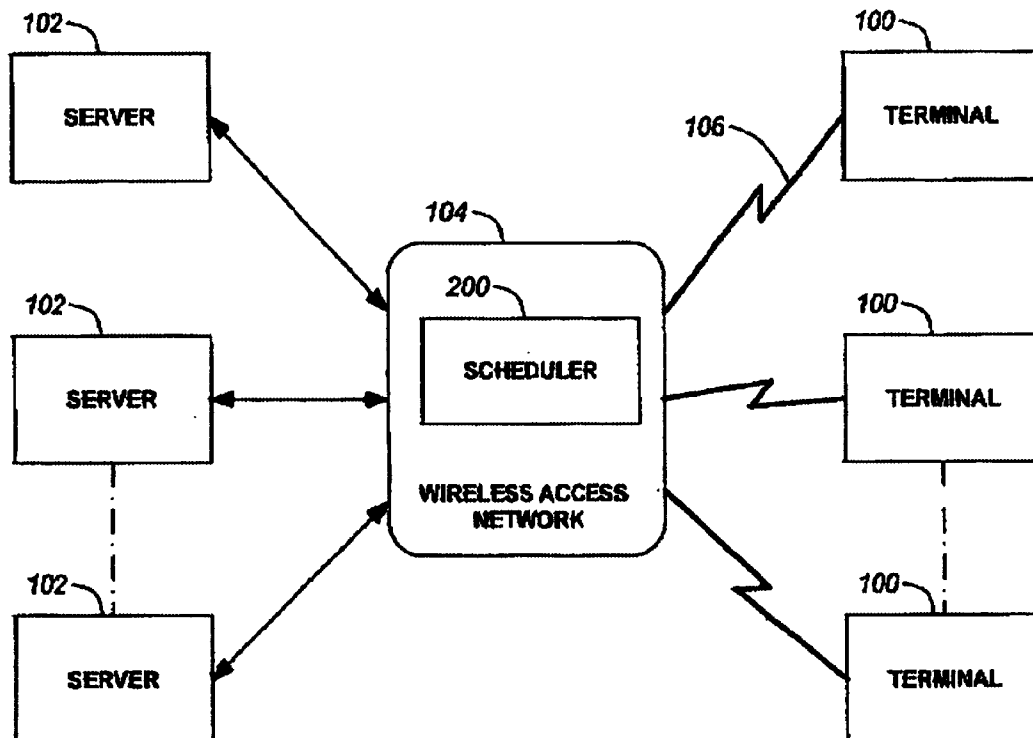 102
100
SERVER
106
TERMINAL
104
102
200
100
SERVER
SCHEDULER
TERMINAL
WIRELESS ACCESS
NETWORK
102
100
SERVER
TERMINAL